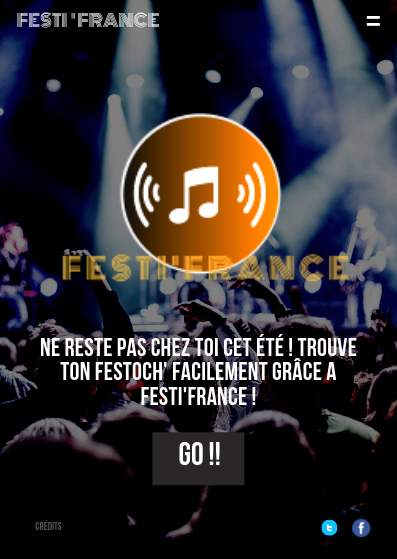 FESTI'FRANCE
FESTI'FRANCE
NE RESTE PAS CHEZ TOI CET ÉTÉ ! TROUVE
TON FESTOCH' FACILEMENT GRÂCE A
FESTI'FRANCE !
GO !!
CRÉDITS